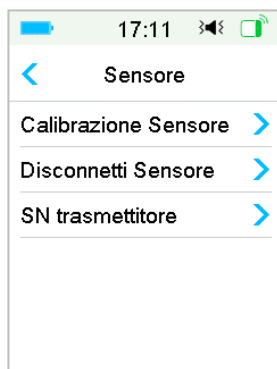 17:11
Sensore
Calibrazione Sensore
Disconnetti Sensore
SN trasmettitore